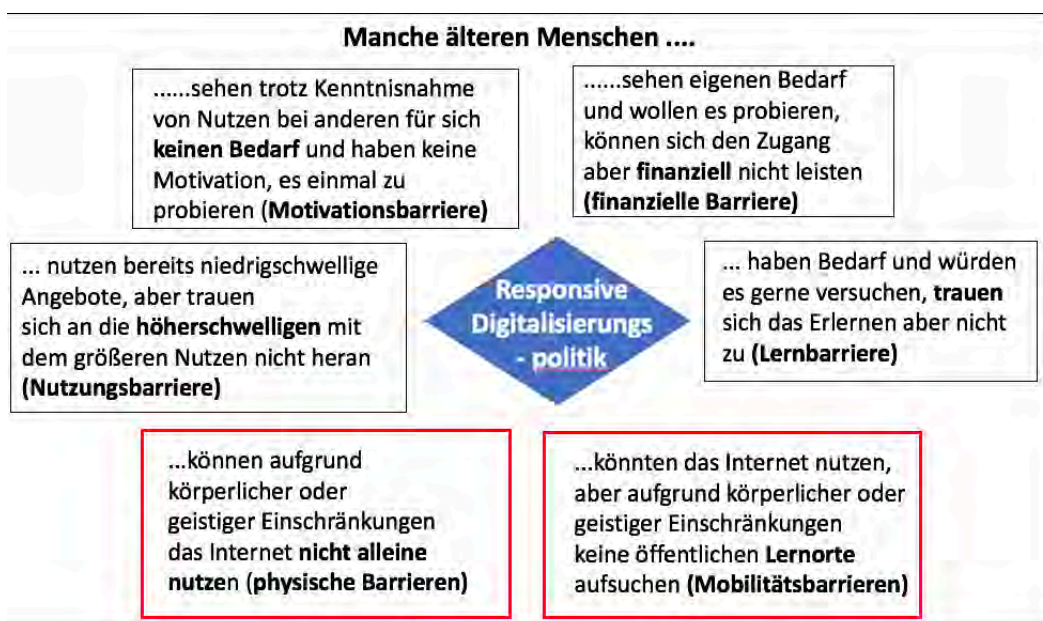 Manche älteren Menschen ....
......sehen trotz Kenntnisnahme
von Nutzen bei anderen für sich
keinen Bedarf und haben keine
Motivation, es einmal zu
probieren (Motivationsbarriere)
......sehen eigenen Bedarf
und wollen es probieren,
können sich den Zugang
aber finanziell nicht leisten
(finanzielle Barriere)
... nutzen bereits niedrigschwellige
Angebote, aber trauen
sich an die höherschwelligen mit
dem größeren Nutzen nicht heran
(Nutzungsbarriere)
Responsive
Digitalisierungs
- politik
... haben Bedarf und würden
es gerne versuchen, trauen
sich das Erlernen aber nicht
zu (Lernbarriere)
...können aufgrund
körperlicher oder
geistiger Einschränkungen
das Internet nicht alleine
nutzen (physische Barrieren)
...könnten das Internet nutzen,
aber aufgrund körperlicher oder
geistiger Einschränkungen
keine öffentlichen Lernorte
aufsuchen (Mobilitätsbarrieren)